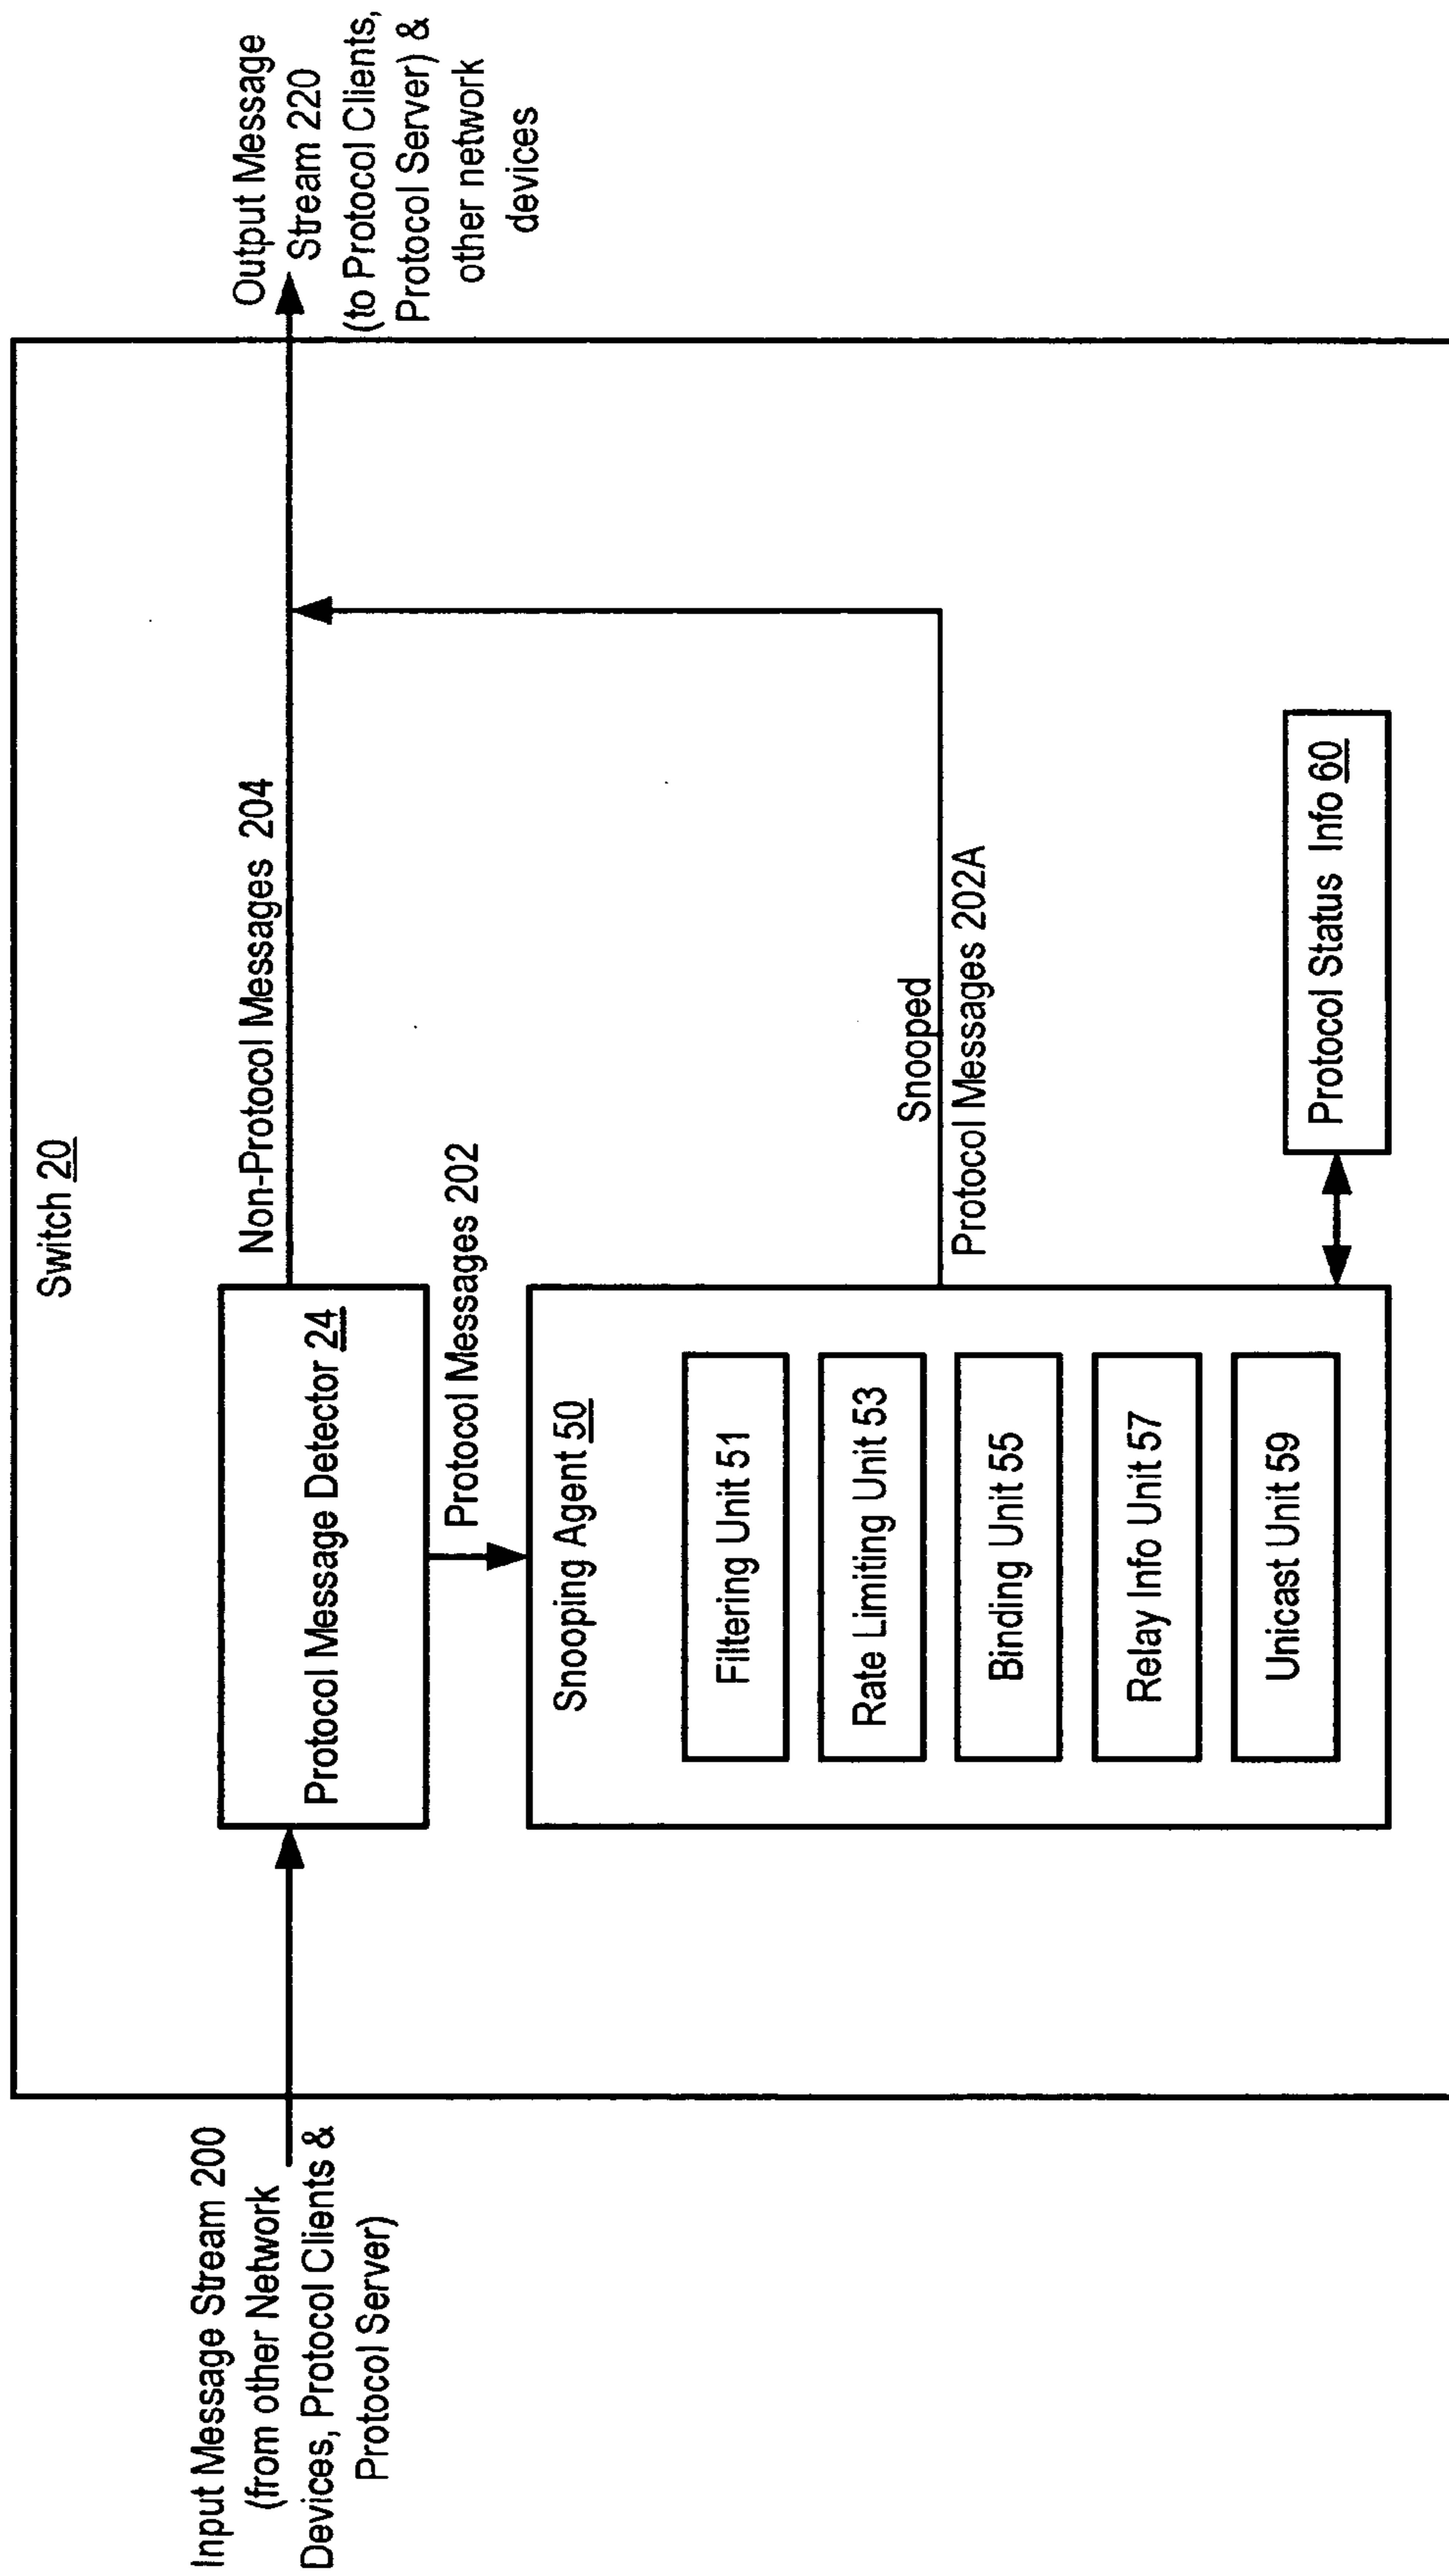 Switch 20
Input Message Stream 200
(from other Network
Devices, Protocol Clients &
Protocol Server)
Protocol Message Detector 24
Non-Protocol Messages 204
Output Message
Stream 220
(to Protocol Clients,
Protocol Server) &
other network
devices
Protocol Messages 202
Snooping Agent 50
Filtering Unit 51
Rate Limiting Unit 53
Binding Unit 55
Relay Info Unit 57
Unicast Unit 59
Snooped
Protocol Messages 202A
Protocol Status Info 60